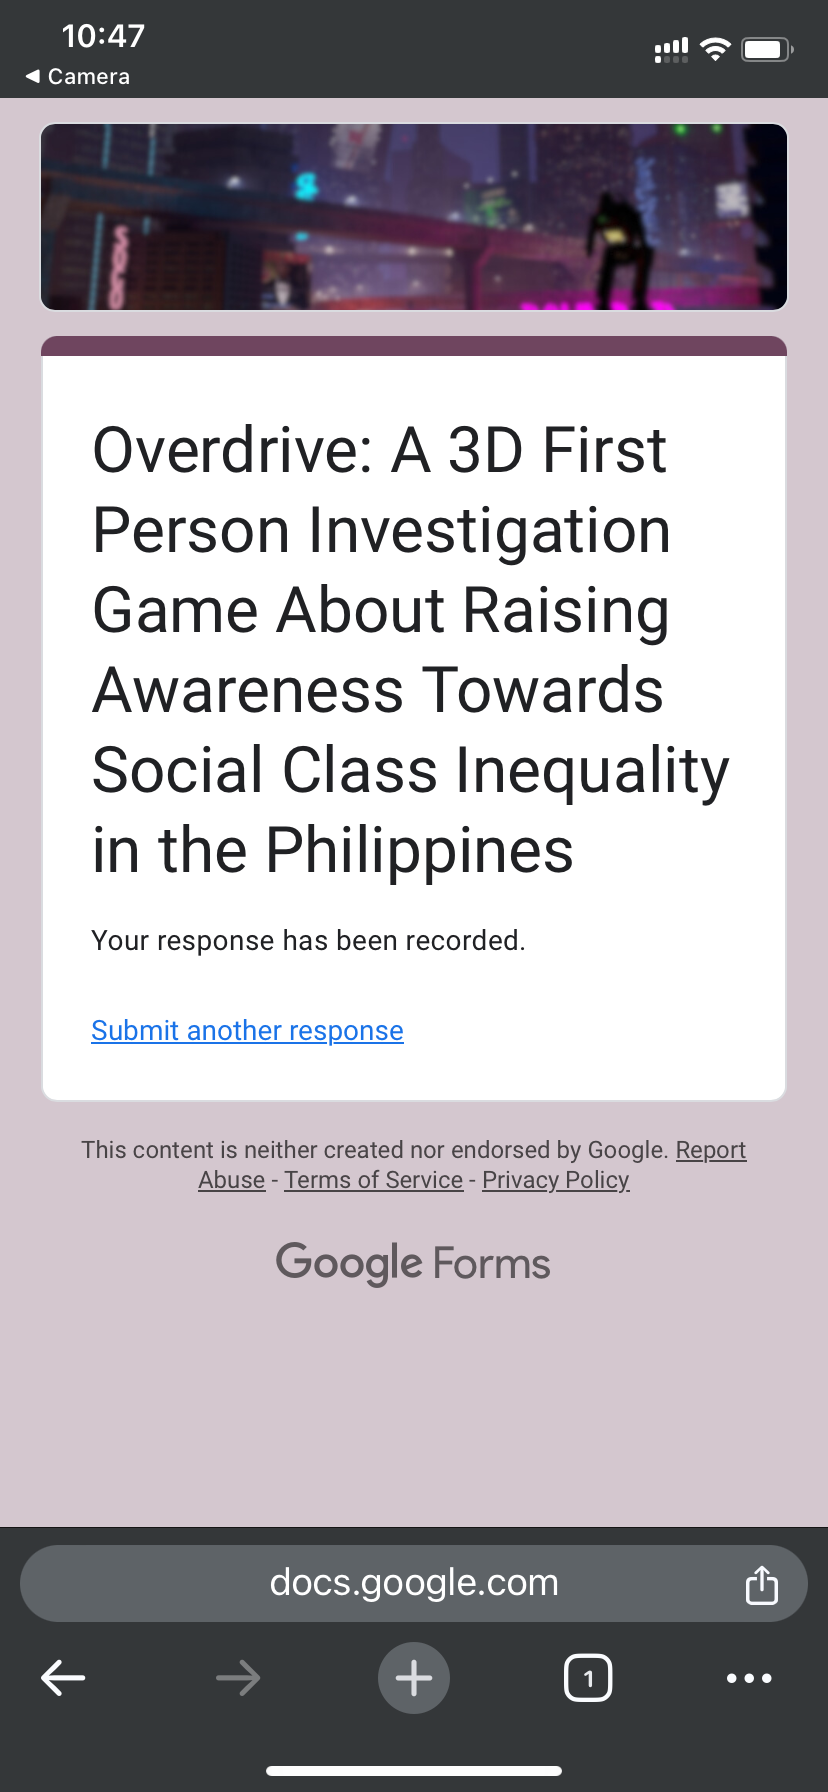 10:47
Camera
Overdrive: A 3D First
Person Investigation
Game About Raising
Awareness Towards
Social Class Inequality
in the Philippines
Your response has been recorded.
Submit another response
This content is neither created nor endorsed by Google. Report
Abuse - Terms of Service - Privacy Policy
Google Forms
docs.google.com
1